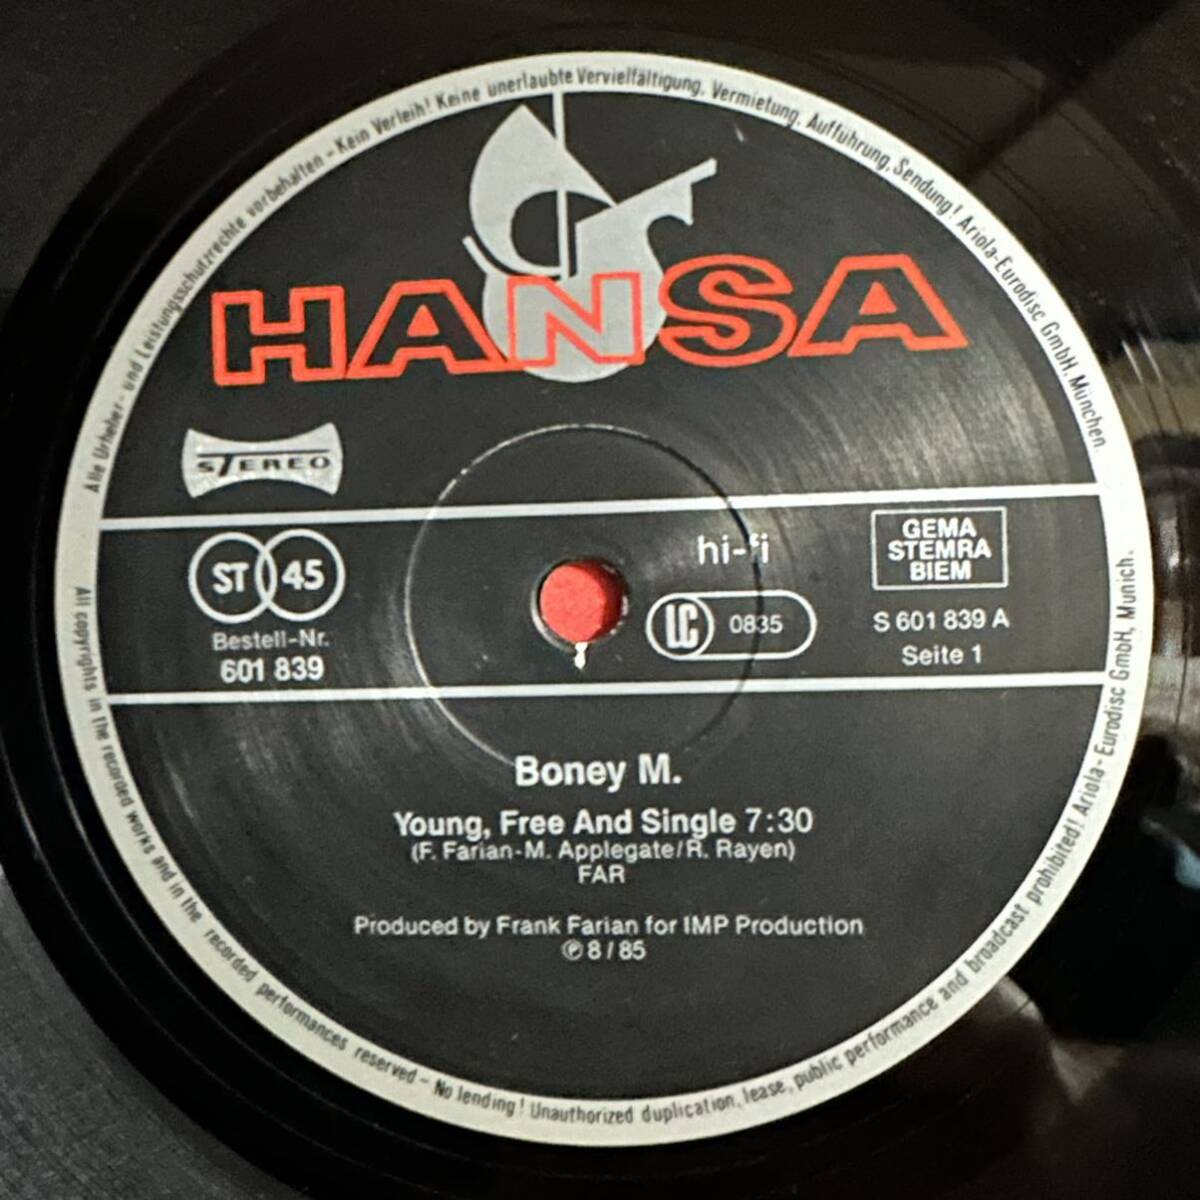 Alle Urheber- und Leistungsschutzrechte vorbehalten - Kein Verleih! Keine unerlaubte Vervielfältigung, Vermietung, Aufführung, Sendung! Ariola-Eurodisc GmbH, München.
HANSA
STEREO
ST 45
Bestell-Nr.
601 839
hi-fi
LC 0835
GEMA
STEMRA
BIEM
S 601 839 A
Seite 1
Boney M.
Young, Free And Single 7:30
(F. Farian-M. Applegate/R. Rayen)
FAR
Produced by Frank Farian for IMP Production
℗ 8/85
All copyrights in the recorded works and in the recorded performances reserved - No lending! Unauthorized duplication, lease, public performance and broadcast prohibited! Ariola-Eurodisc GmbH, Munich.